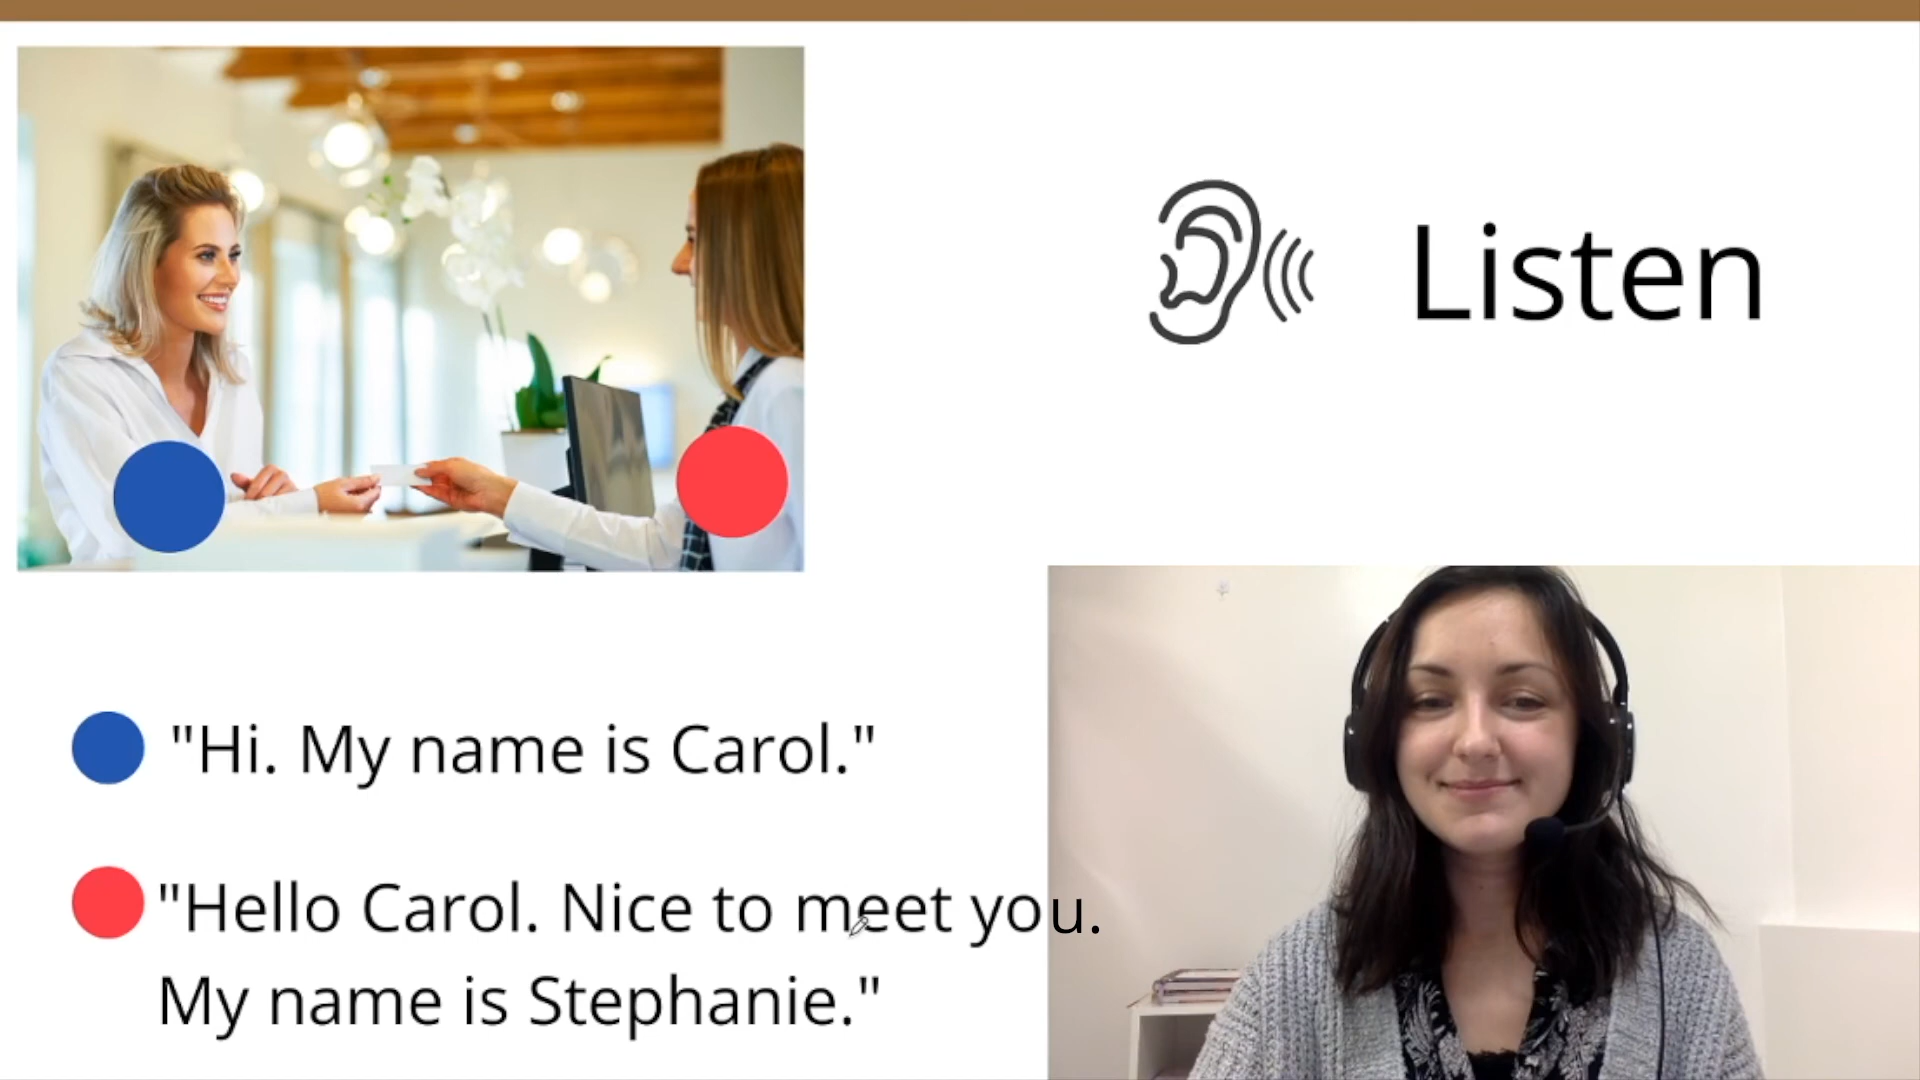 Listen
"Hi. My name is Carol."
"Hello Carol. Nice to meet you.
My name is Stephanie."